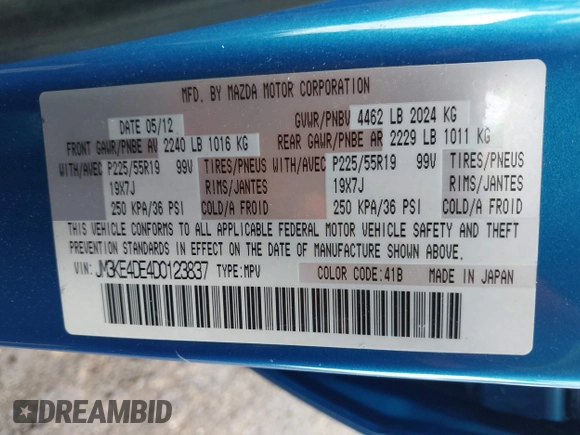 MFD. BY MAZDA MOTOR CORPORATION
DATE 05/12 GVWR/PNBV 4462 LB 2024 KG
FRONT GAWR/PNBE AV 2240 LB 1016 KG REAR GAWR/PNBE AR 2229 LB 1011 KG
WITH/AVEC P225/55R19 99V TIRES/PNEUS WITH/AVEC P225/55R19 99V TIRES/PNEUS
19X7J RIMS/JANTES 19X7J RIMS/JANTES
250 KPA/36 PSI COLD/A FROID 250 KPA/36 PSI COLD/A FROID
THIS VEHICLE CONFORMS TO ALL APPLICABLE FEDERAL MOTOR VEHICLE SAFETY AND THEFT
PREVENTION STANDARDS IN EFFECT ON THE DATE OF MANUFACTURE SHOWN ABOVE.
VIN: JM3KE4DE4D0123837 TYPE:MPV COLOR CODE:41B MADE IN JAPAN
DREAMBID